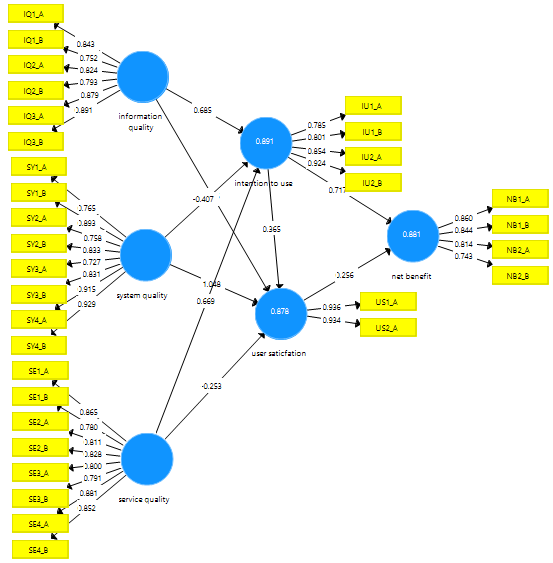 IQ1_A
IQ1_B
IQ2_A
IQ2_B
IQ3_A
IQ3_B
0.843
0.752
0.824
0.793
0.879
0.891
information
quality
SY1_A
SY1_B
SY2_A
SY2_B
SY3_A
SY3_B
SY4_A
SY4_B
0.765
0.893
0.758
0.833
0.727
0.831
0.915
0.929
system quality
SE1_A
SE1_B
SE2_A
SE2_B
SE3_A
SE3_B
SE4_A
SE4_B
0.865
0.780
0.811
0.828
0.800
0.791
0.881
0.852
service quality
0.685
-0.407
1.048
0.669
-0.253
0.891
intention to use
0.785
0.801
0.854
0.924
IU1_A
IU1_B
IU2_A
IU2_B
0.365
0.717
0.878
user saticfation
0.936
0.934
US1_A
US2_A
0.256
0.881
net benefit
0.860
0.844
0.814
0.743
NB1_A
NB1_B
NB2_A
NB2_B